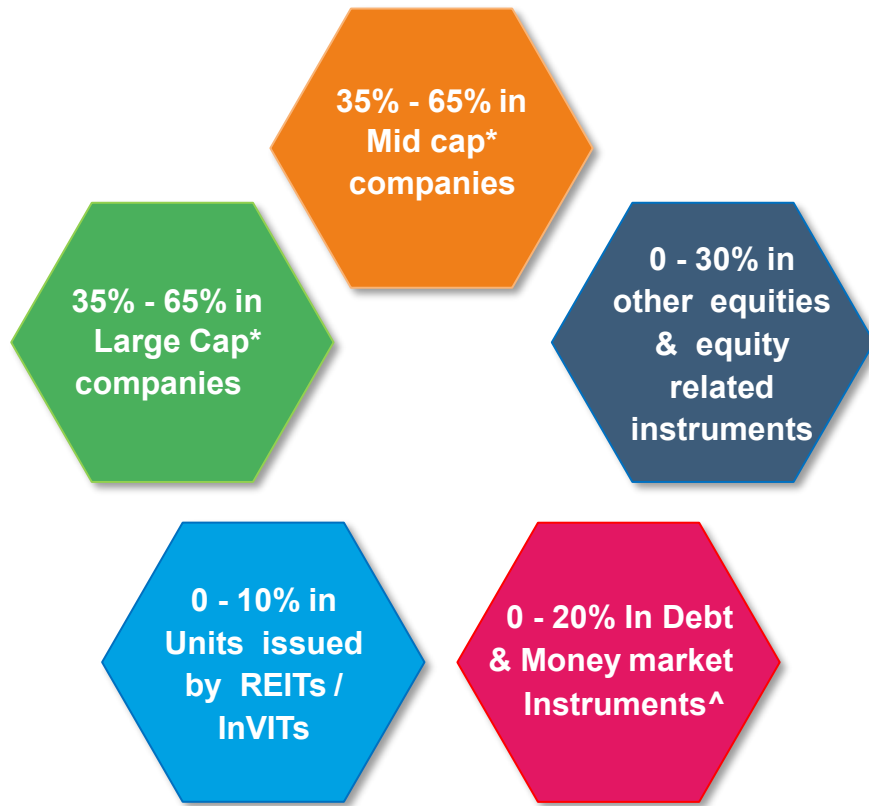 35% - 65% in
Mid cap*
companies
35% - 65% in
Large Cap*
companies
0 - 30% in
other equities
& equity
related
instruments
0 - 10% in
Units issued
by REITs /
InVITs
0 - 20% In Debt
& Money market
Instruments^